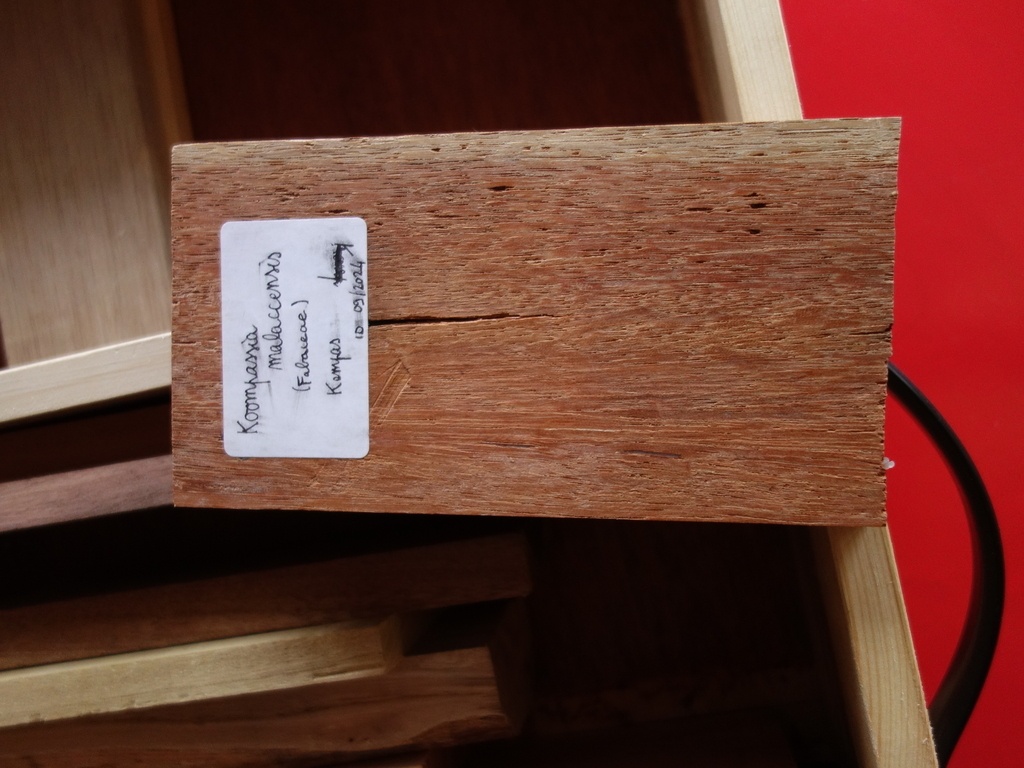 Koompassia
malaccensis
(Fabaceae)
Kempas
10 09/2024